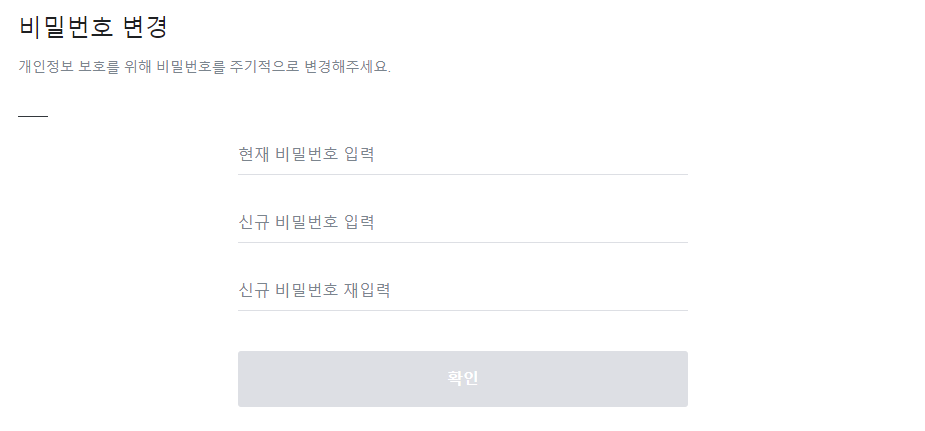 비밀번호 변경
개인정보 보호를 위해 비밀번호를 주기적으로 변경해주세요.
현재 비밀번호 입력
신규 비밀번호 입력
신규 비밀번호 재입력
확인